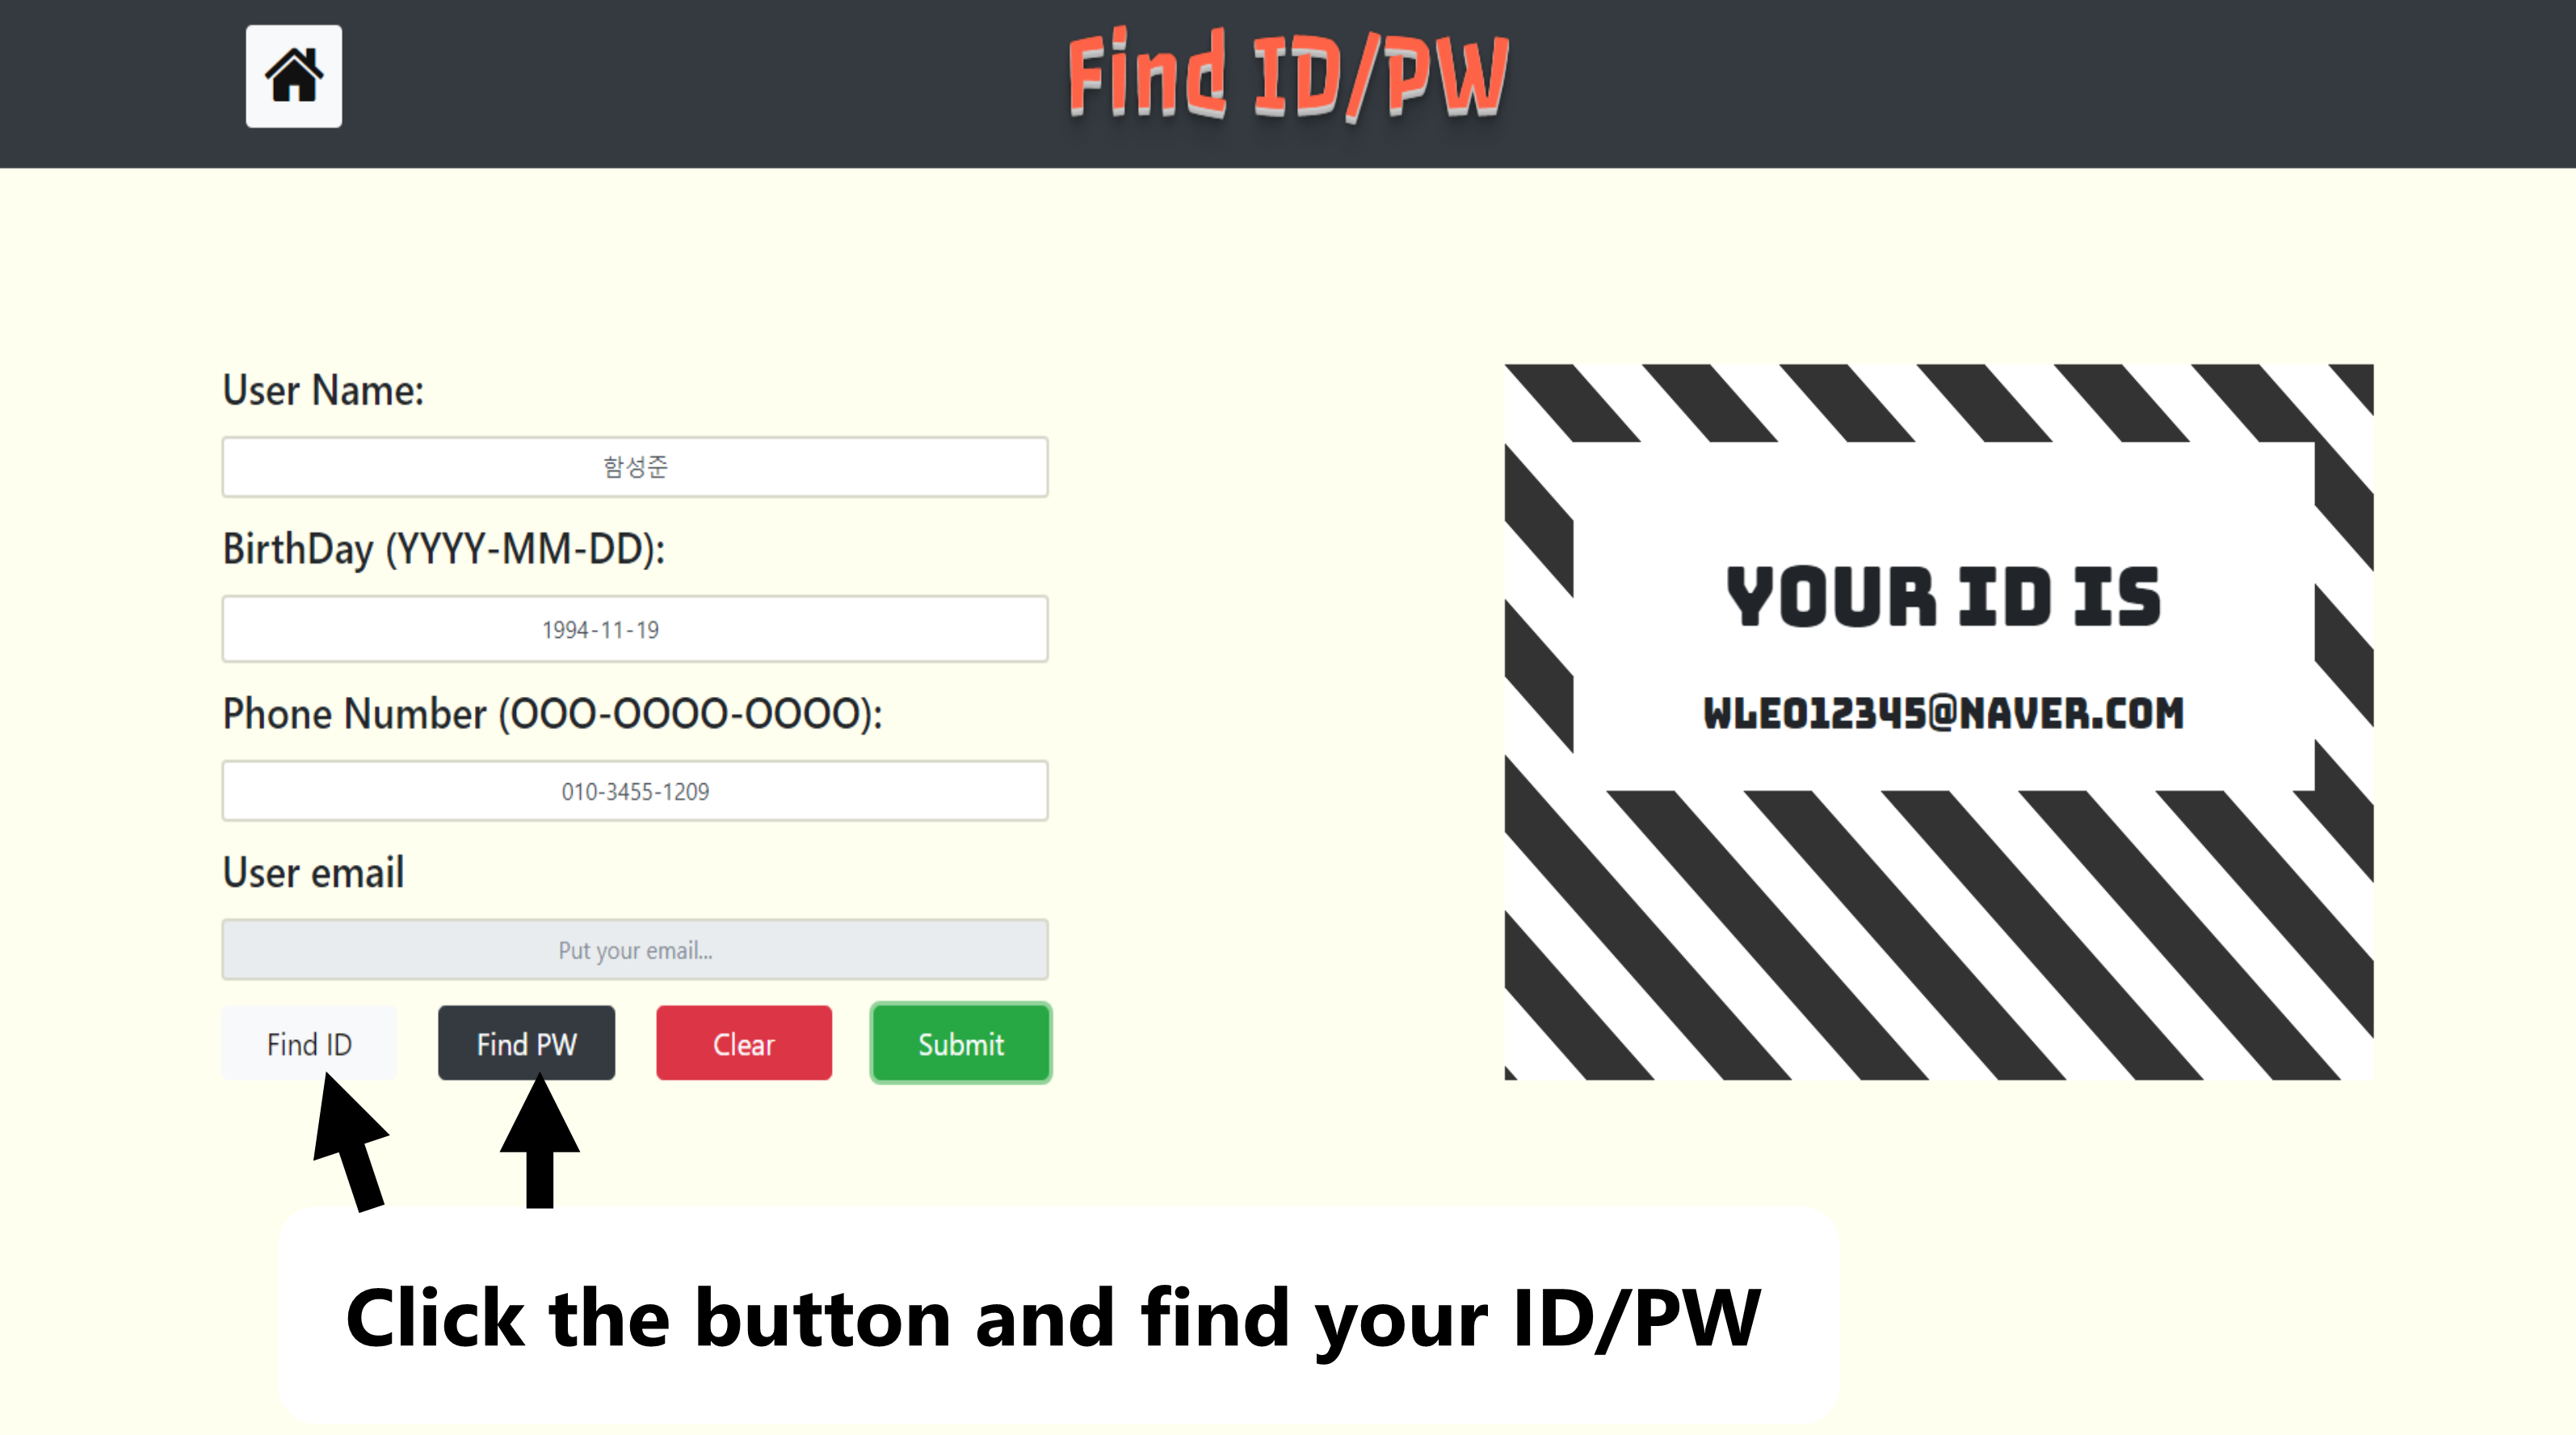 Find ID/PW
User Name:
함성준
BirthDay (YYYY-MM-DD):
1994-11-19
Phone Number (OOO-OOOO-OOOO):
010-3455-1209
User email
Put your email...
Find ID
Find PW
Clear
Submit
YOUR ID IS
WLEO12345@NAVER.COM
Click the button and find your ID/PW